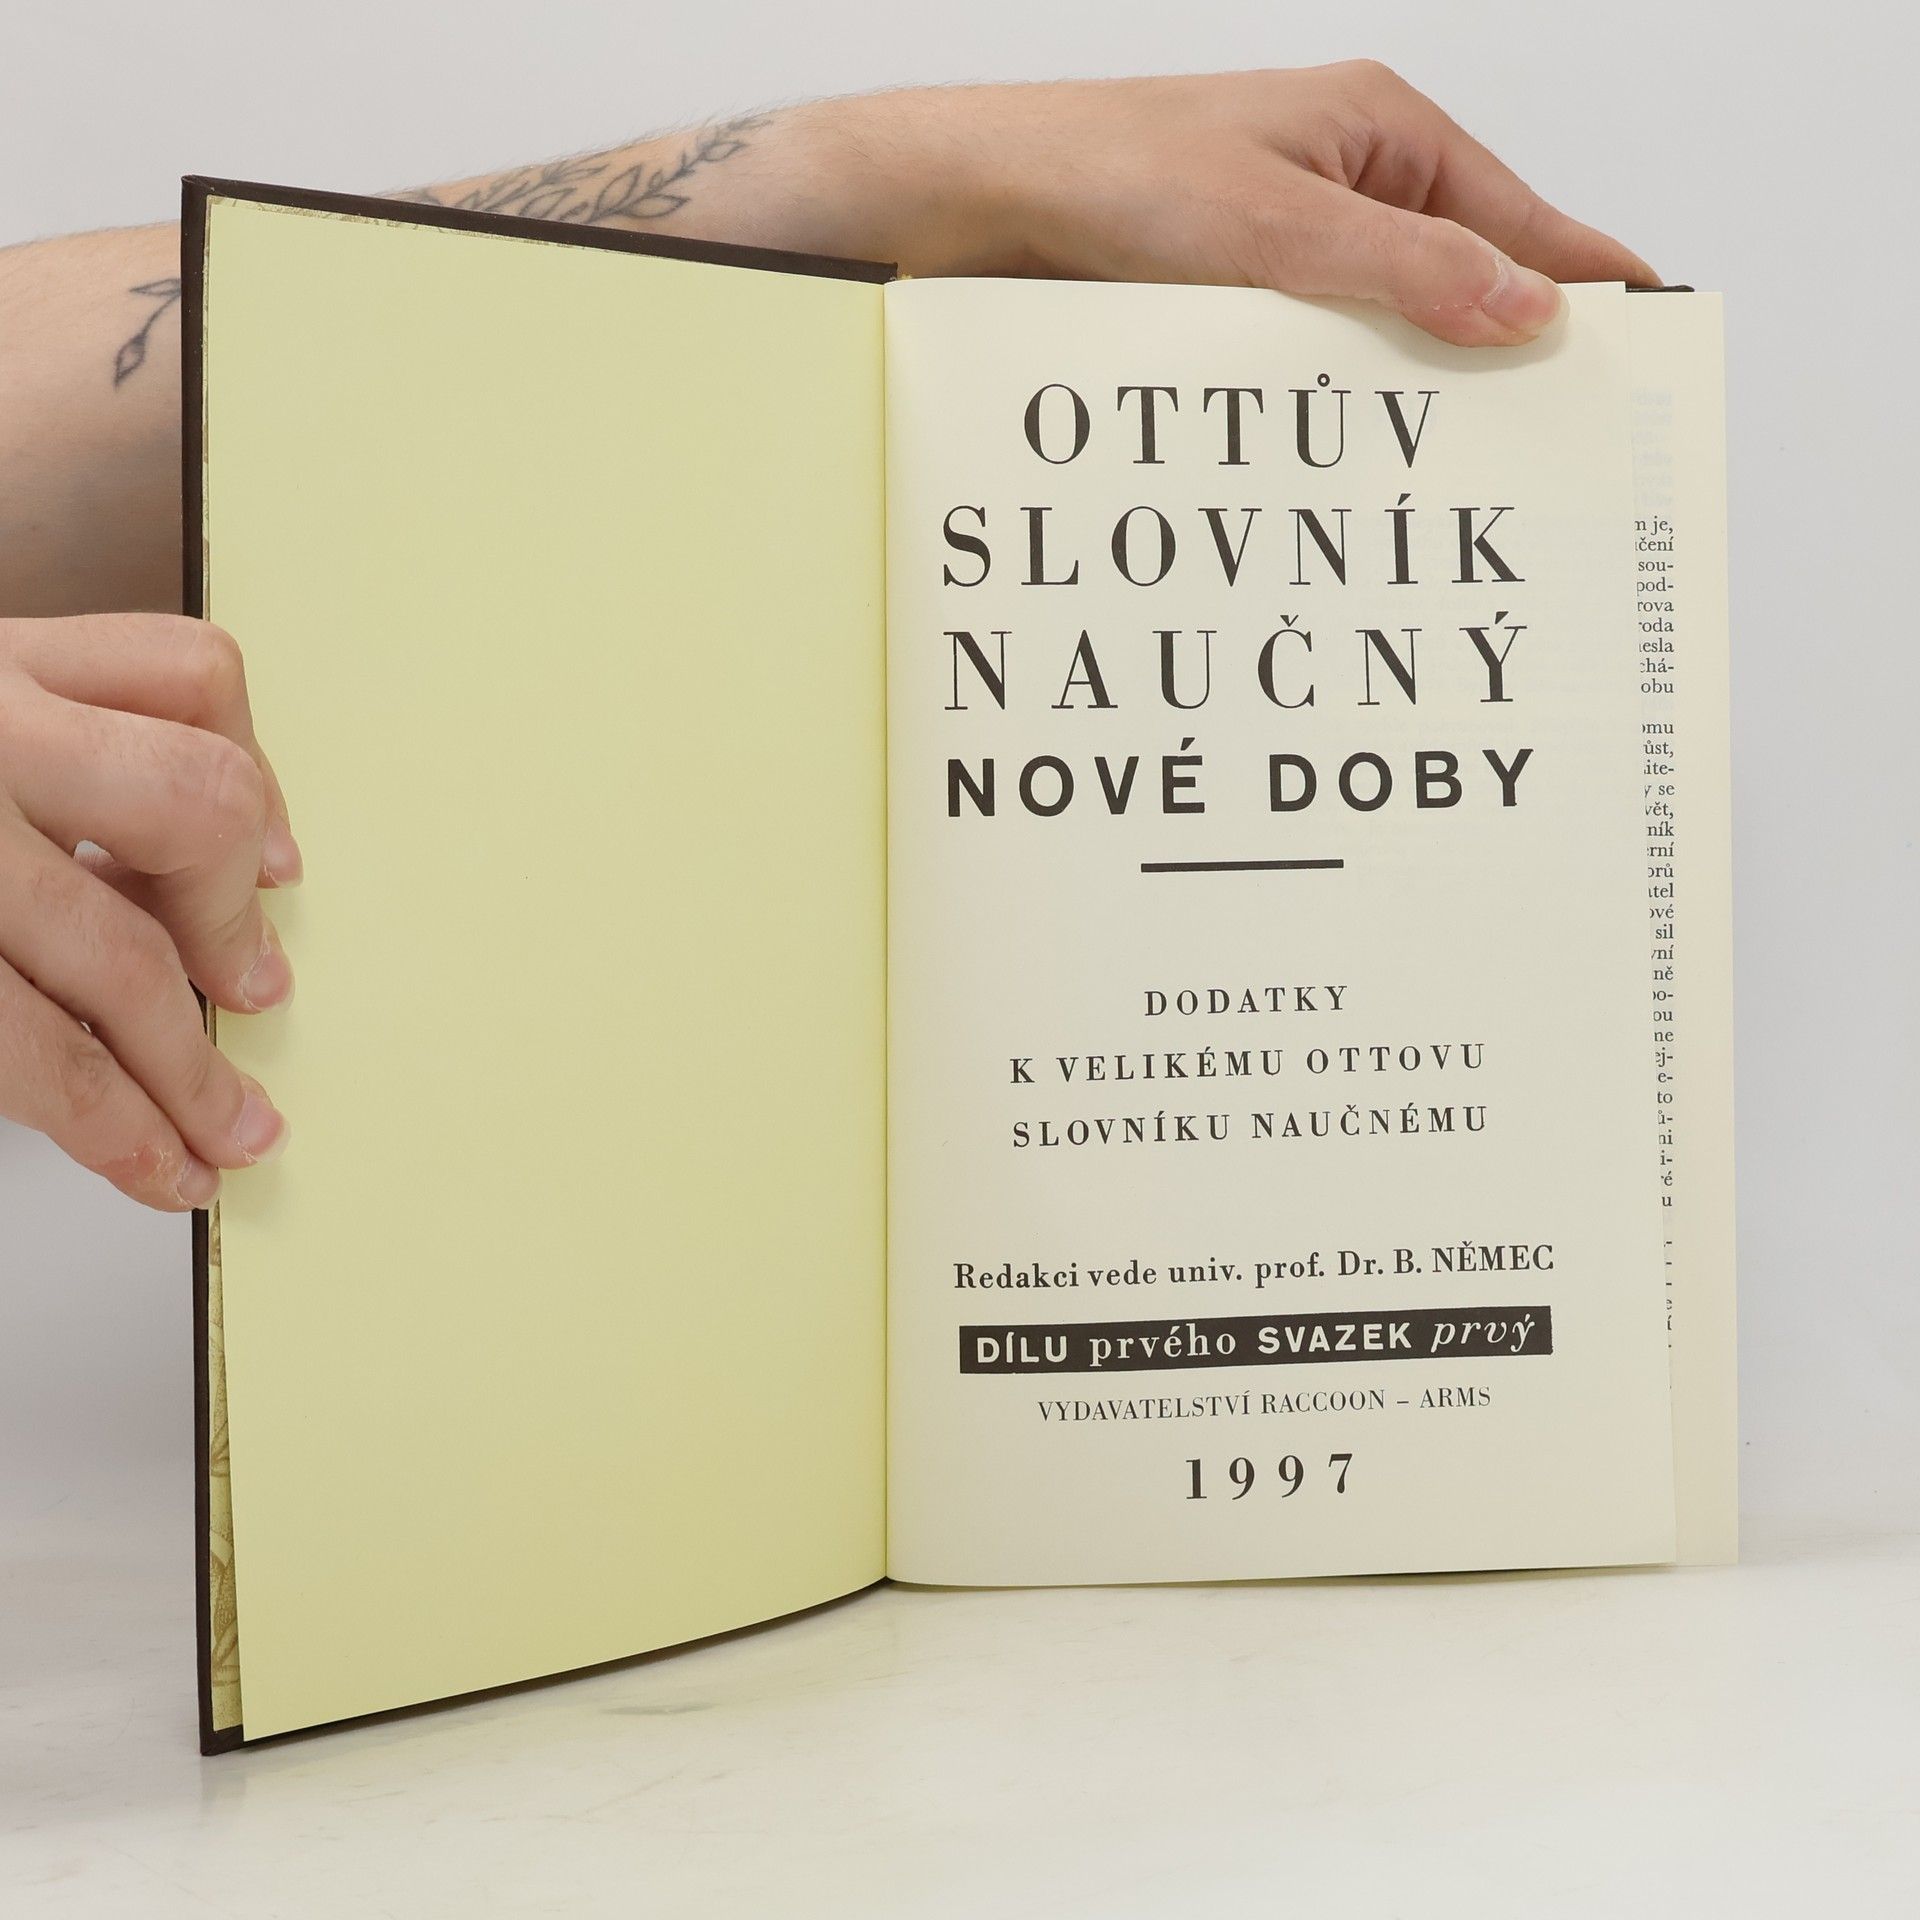 OTTŮV
SLOVNÍK
NAUČNÝ
NOVÉ DOBY
DODATKY
K VELIKÉMU OTTOVU
SLOVNÍKU NAUČNÉMU
Redakci vede univ. prof. Dr. B. NĚMEC
DÍLU prvého SVAZEK prvý
VYDAVATELSTVÍ RACCOON – ARMS
1997